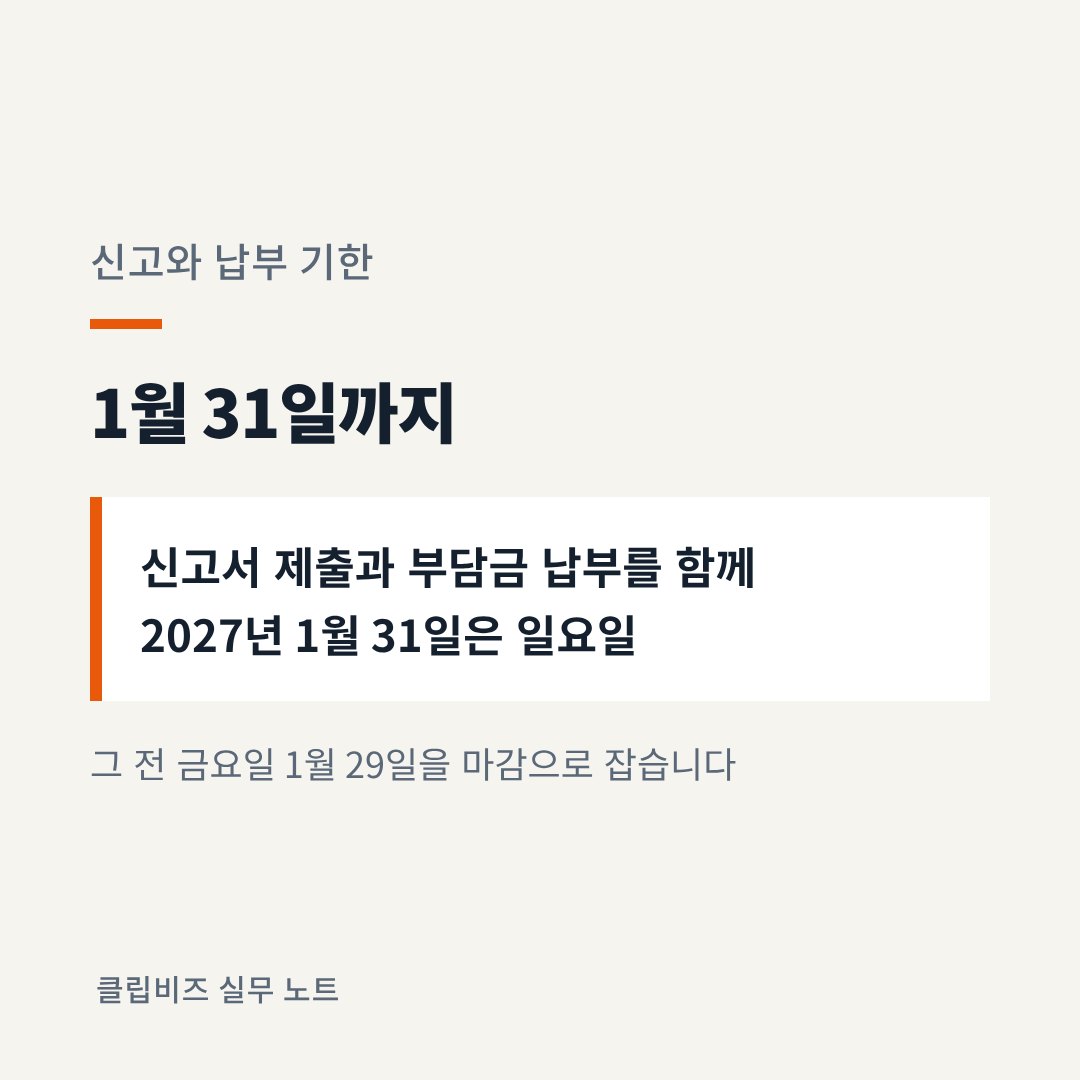 신고와 납부 기한
1월 31일까지
신고서 제출과 부담금 납부를 함께
2027년 1월 31일은 일요일
그 전 금요일 1월 29일을 마감으로 잡습니다
클립비즈 실무 노트